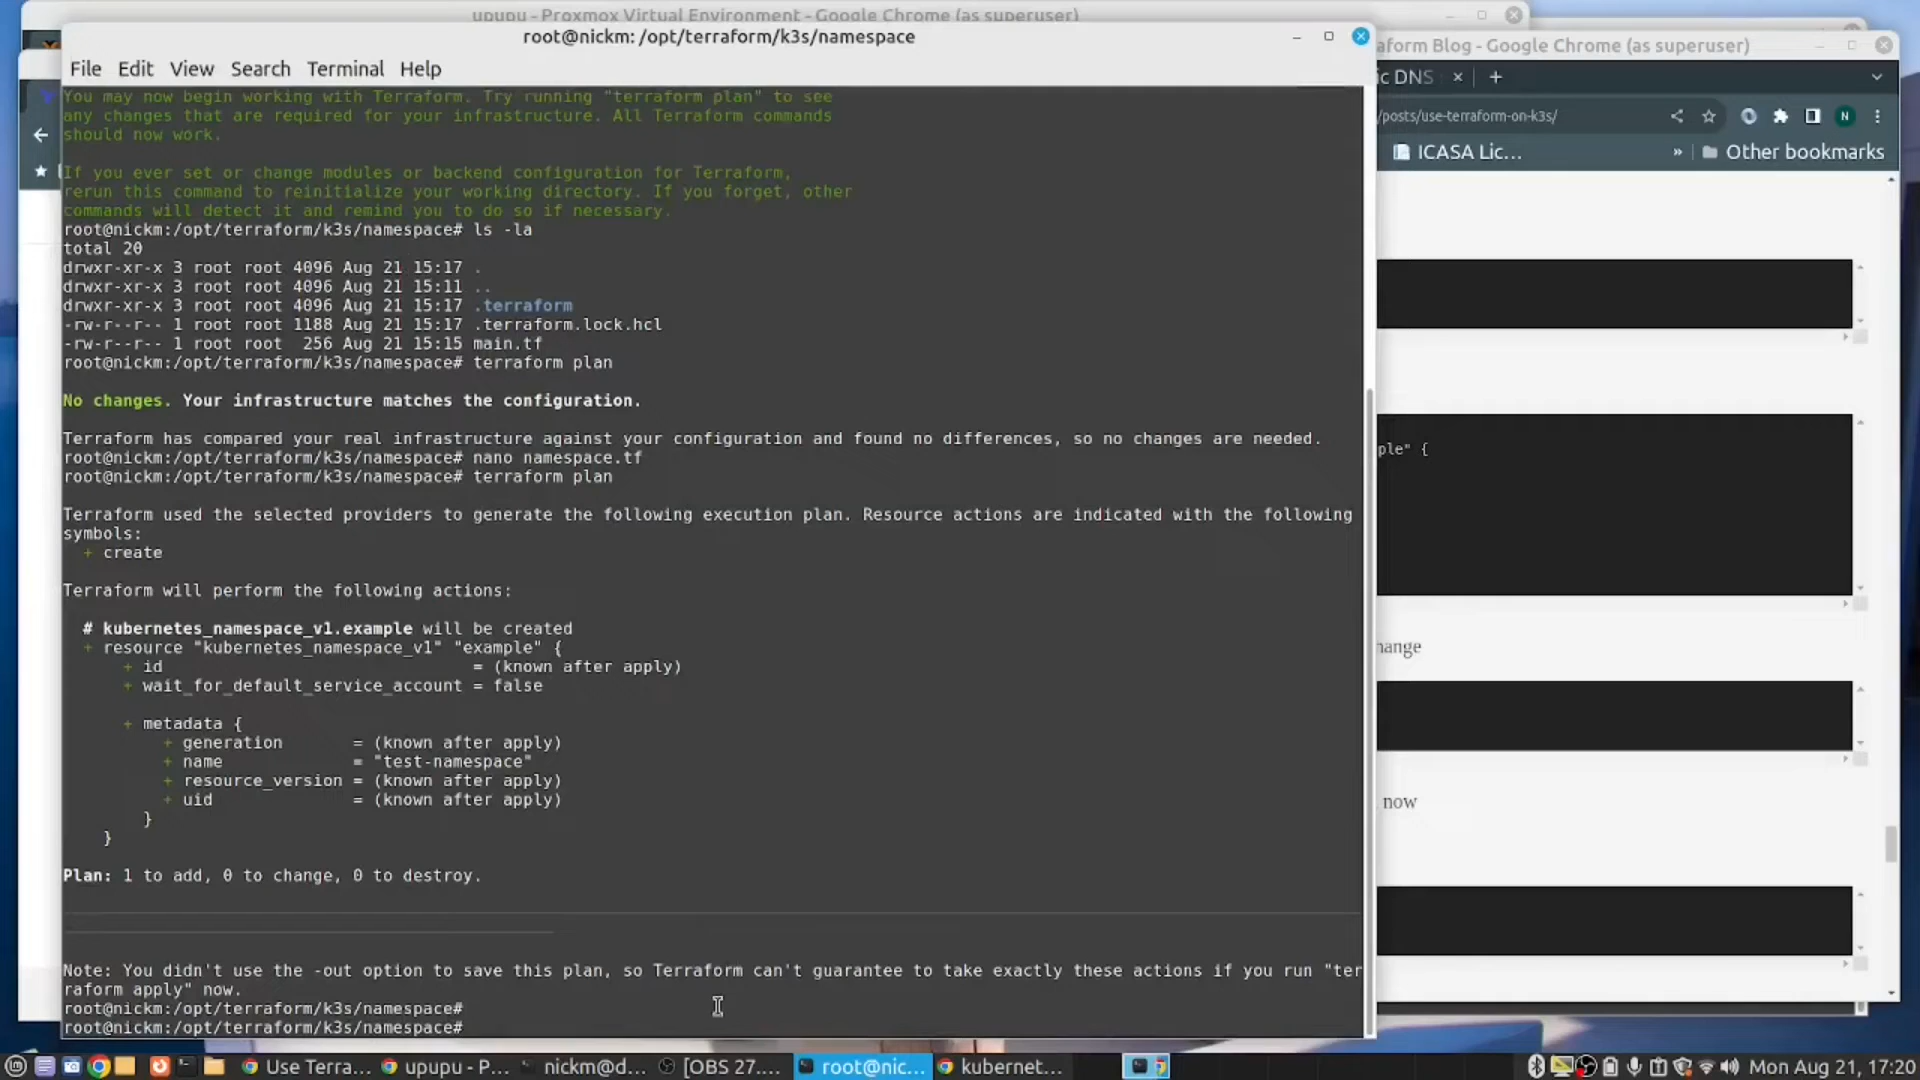 upupu - Proxmox Virtual Environment - Google Chrome (as superuser)
root@nickm: /opt/terraform/k3s/namespace
File Edit View Search Terminal Help
You may now begin working with Terraform. Try running "terraform plan" to see
any changes that are required for your infrastructure. All Terraform commands
should now work.
If you ever set or change modules or backend configuration for Terraform,
rerun this command to reinitialize your working directory. If you forget, other
commands will detect it and remind you to do so if necessary.
root@nickm:/opt/terraform/k3s/namespace# ls -la
total 20
drwxr-xr-x 3 root root 4096 Aug 21 15:17 .
drwxr-xr-x 3 root root 4096 Aug 21 15:11 ..
drwxr-xr-x 3 root root 4096 Aug 21 15:17 .terraform
-rw-r--r-- 1 root root 1188 Aug 21 15:17 .terraform.lock.hcl
-rw-r--r-- 1 root root  256 Aug 21 15:15 main.tf
root@nickm:/opt/terraform/k3s/namespace# terraform plan
No changes. Your infrastructure matches the configuration.
Terraform has compared your real infrastructure against your configuration and found no differences, so no changes are needed.
root@nickm:/opt/terraform/k3s/namespace# nano namespace.tf
root@nickm:/opt/terraform/k3s/namespace# terraform plan
Terraform used the selected providers to generate the following execution plan. Resource actions are indicated with the following
symbols:
+ create
Terraform will perform the following actions:
# kubernetes_namespace_v1.example will be created
+ resource "kubernetes_namespace_v1" "example" {
+ id                               = (known after apply)
+ wait_for_default_service_account = false
+ metadata {
+ generation       = (known after apply)
+ name             = "test-namespace"
+ resource_version = (known after apply)
+ uid              = (known after apply)
}
}
Plan: 1 to add, 0 to change, 0 to destroy.
Note: You didn't use the -out option to save this plan, so Terraform can't guarantee to take exactly these actions if you run "ter
raform apply" now.
root@nickm:/opt/terraform/k3s/namespace#
root@nickm:/opt/terraform/k3s/namespace#
aform Blog - Google Chrome (as superuser)
ic DNS
/posts/use-terraform-on-k3s/
N
ICASA Lic...
» Other bookmarks
ple" {
hange
now
Use Terra... upupu - P... nickm@d... [OBS 27.... root@nic... kubernet... Mon Aug 21, 17:20